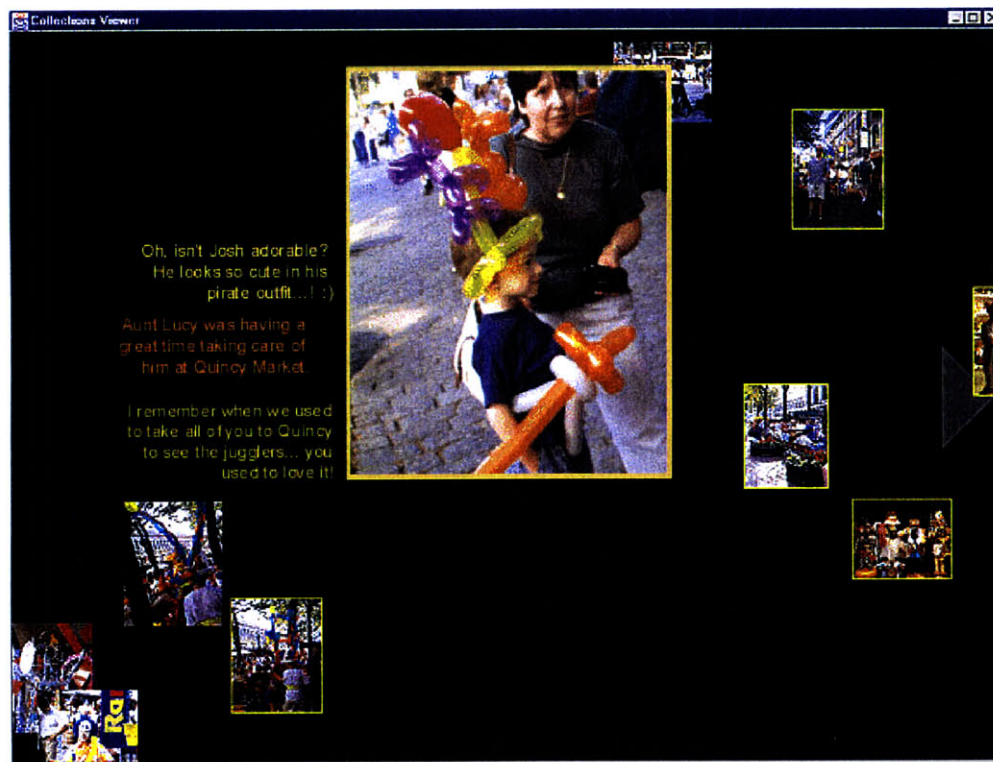 Collections Viewer
Oh, isn't Josh adorable?
He looks so cute in his
pirate outfit...! :)
Aunt Lucy was having a
great time taking care of
him at Quincy Market.
I remember when we used
to take all of you to Quincy
to see the jugglers... you
used to love it!